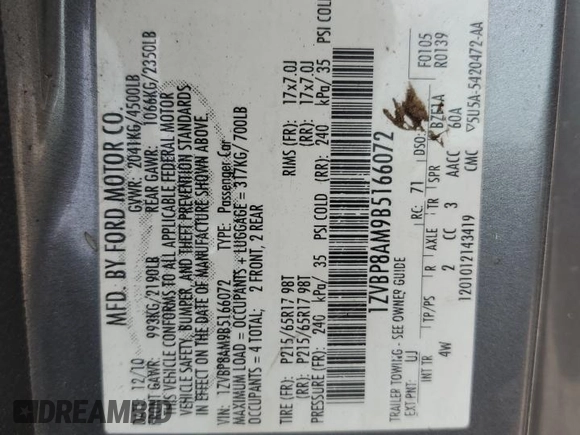 MFD. BY FORD MOTOR CO.
12/10 GVWR: 2041KG/4500LB
FRONT GAWR: 993KG/2190LB REAR GAWR: 1066KG/2350LB
THIS VEHICLE CONFORMS TO ALL APPLICABLE FEDERAL MOTOR
VEHICLE SAFETY, BUMPER, AND THEFT PREVENTION STANDARDS
IN EFFECT ON THE DATE OF MANUFACTURE SHOWN ABOVE.
VIN: 1ZVBP8AM9B5166072 TYPE: Passenger Car
MAXIMUM LOAD = OCCUPANTS + LUGGAGE = 317KG/700LB
OCCUPANTS = 4 TOTAL; 2 FRONT, 2 REAR
TIRE (FR): P215/65R17 98T RIMS (FR): 17x7.0J
TIRE (RR): P215/65R17 98T RIMS (RR): 17x7.0J
PSI COLD (FR): 240 kPa/ 35 PSI COLD (RR): 240 kPa/ 35 PSI COLD
1ZVBP8AM9B5166072
F0105
R0139
TRAILER TOWING - SEE OWNER GUIDE
EXT PNT: UJ RC: 71 DSO:
INT TR TP/PS R AXLE TR SPR
4W 2 CC 3 AACC 60A
1201012143419 CMC 5U5A-5420472-AA
DREAMBID